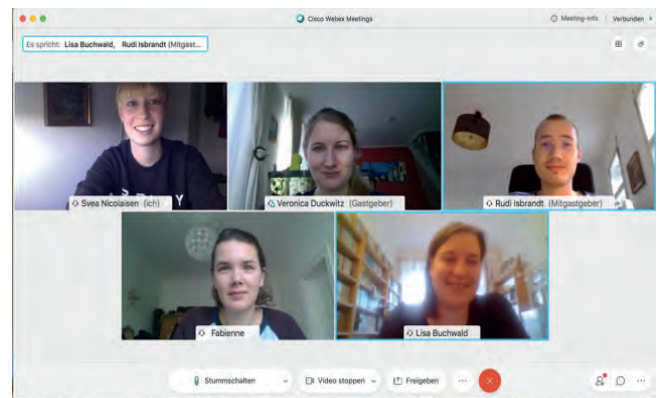 Cisco Webex Meetings
Meeting-Info
Verbunden
Es spricht: Lisa Buchwald, Rudi Isbrandt (Mitgast...
Svea Nicolaisen (ich)
Veronica Duckwitz (Gastgeber)
Rudi Isbrandt (Mitgastgeber)
Fabienne
Lisa Buchwald
Stummschalten
Video stoppen
Freigeben